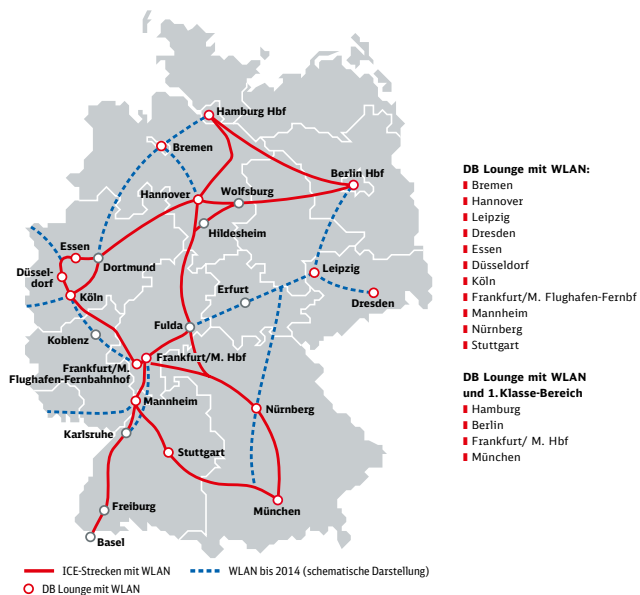 Hamburg Hbf
Bremen
Berlin Hbf
Hannover
Wolfsburg
Hildesheim
Essen
Dortmund
Düssel-
dorf
Köln
Leipzig
Erfurt
Dresden
Fulda
Koblenz
Frankfurt/M. Hbf
Frankfurt/M.
Flughafen-Fernbahnhof
Mannheim
Nürnberg
Karlsruhe
Stuttgart
München
Freiburg
Basel
ICE-Strecken mit WLAN
WLAN bis 2014 (schematische Darstellung)
DB Lounge mit WLAN
DB Lounge mit WLAN:
Bremen
Hannover
Leipzig
Dresden
Essen
Düsseldorf
Köln
Frankfurt/M. Flughafen-Fernbf
Mannheim
Nürnberg
Stuttgart
DB Lounge mit WLAN
und 1.Klasse-Bereich
Hamburg
Berlin
Frankfurt/ M. Hbf
München